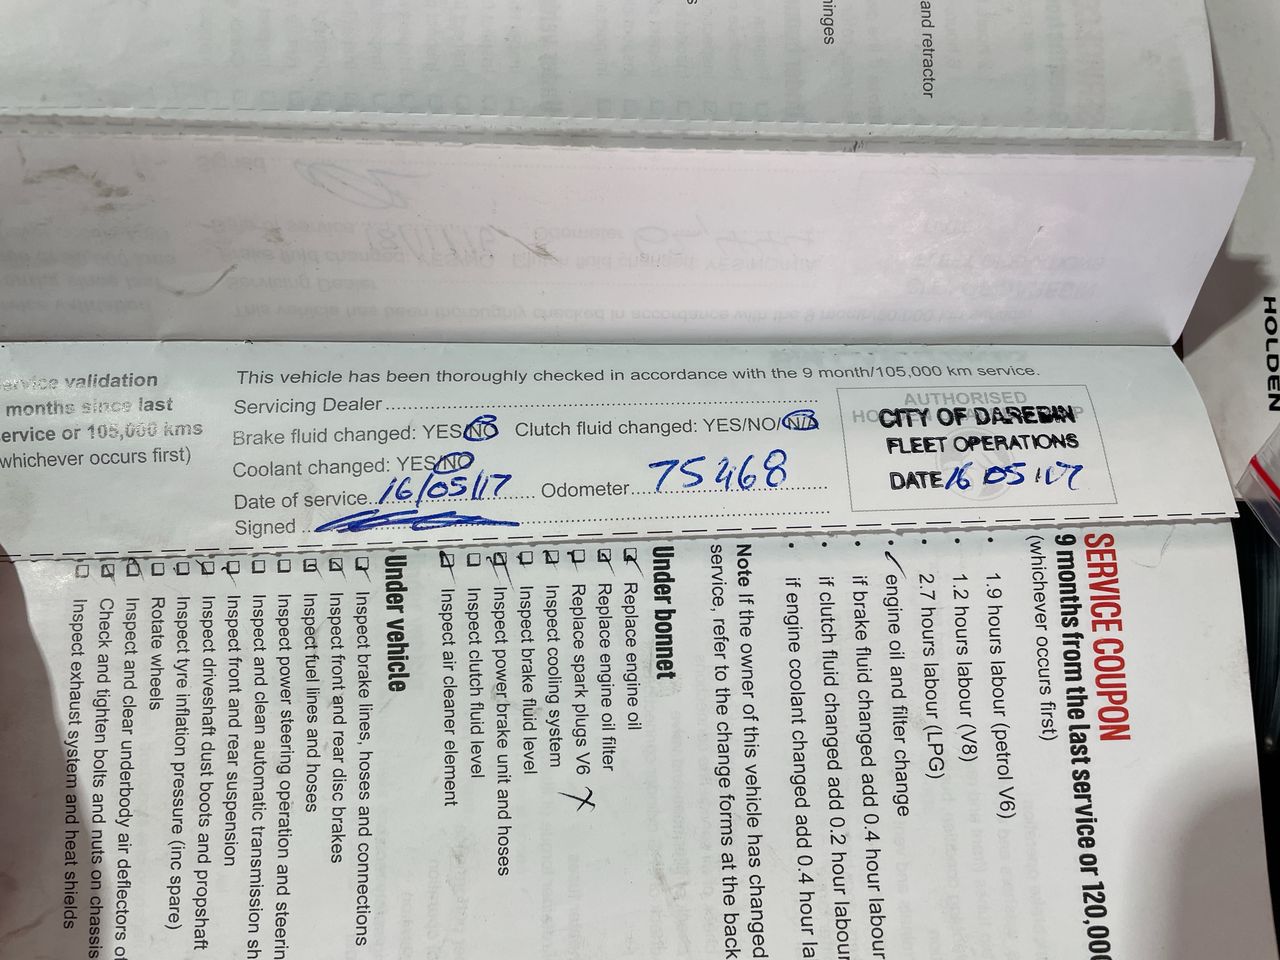 and retractor
hinges
This vehicle has been thoroughly checked in accordance with the 9 month/105,000 km service.
service validation
months since last
service or 105,000 kms
whichever occurs first)
Servicing Dealer
Brake fluid changed: YES/NO Clutch fluid changed: YES/NO/N/A
Coolant changed: YES/NO
Date of service 16/05/17 Odometer 75468
Signed
AUTHORISED
CITY OF DAREBIN
FLEET OPERATIONS
DATE 16 05 17
HOLDEN
SERVICE COUPON
9 months from the last service or 120,000
(whichever occurs first)
• 1.9 hours labour (petrol V6)
• 1.2 hours labour (V8)
• 2.7 hours labour (LPG)
• engine oil and filter change
• if brake fluid changed add 0.4 hour labour
• if clutch fluid changed add 0.2 hour labour
• if engine coolant changed add 0.4 hour la
Note If the owner of this vehicle has changed
service, refer to the change forms at the back
Under bonnet
Replace engine oil
Replace engine oil filter
Replace spark plugs V6 X
Inspect cooling system
Inspect brake fluid level
Inspect power brake unit and hoses
Inspect clutch fluid level
Inspect air cleaner element
Under vehicle
Inspect brake lines, hoses and connections
Inspect front and rear disc brakes
Inspect fuel lines and hoses
Inspect power steering operation and steerin
Inspect and clean automatic transmission sh
Inspect front and rear suspension
Inspect driveshaft dust boots and propshaft
Inspect tyre inflation pressure (inc spare)
Rotate wheels
Inspect and clear underbody air deflectors of
Check and tighten bolts and nuts on chassis
Inspect exhaust system and heat shields